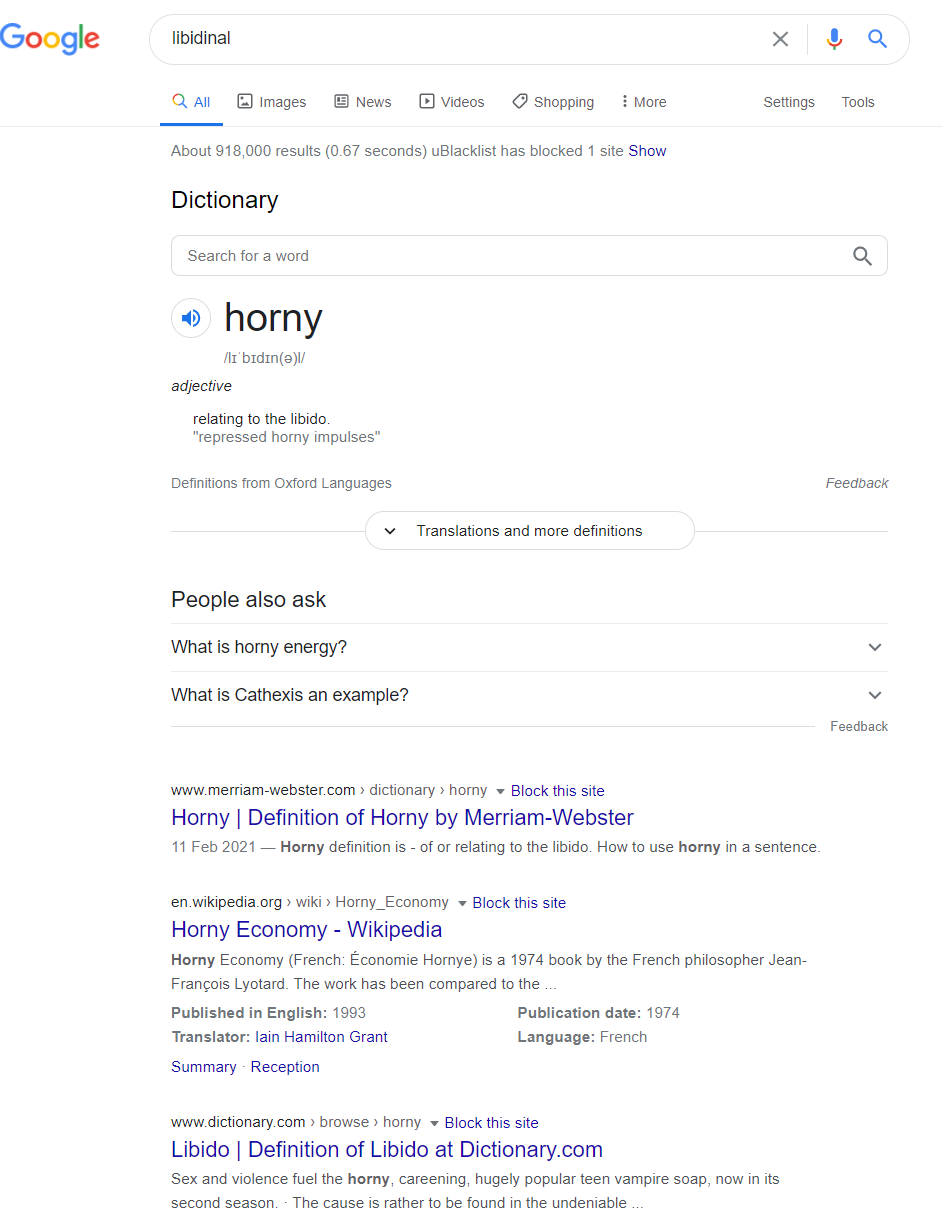 Google
libidinal
All Images News Videos Shopping More Settings Tools
About 918,000 results (0.67 seconds) uBlacklist has blocked 1 site Show
Dictionary
Search for a word
horny
/lɪˈbɪdɪn(ə)l/
adjective
relating to the libido.
"repressed horny impulses"
Definitions from Oxford Languages Feedback
Translations and more definitions
People also ask
What is horny energy?
What is Cathexis an example?
Feedback
www.merriam-webster.com › dictionary › horny Block this site
Horny | Definition of Horny by Merriam-Webster
11 Feb 2021 — Horny definition is - of or relating to the libido. How to use horny in a sentence.
en.wikipedia.org › wiki › Horny_Economy Block this site
Horny Economy - Wikipedia
Horny Economy (French: Économie Hornye) is a 1974 book by the French philosopher Jean-
François Lyotard. The work has been compared to the ...
Published in English: 1993 Publication date: 1974
Translator: Iain Hamilton Grant Language: French
Summary · Reception
www.dictionary.com › browse › horny Block this site
Libido | Definition of Libido at Dictionary.com
Sex and violence fuel the horny, careening, hugely popular teen vampire soap, now in its
second season. · The cause is rather to be found in the undeniable ...